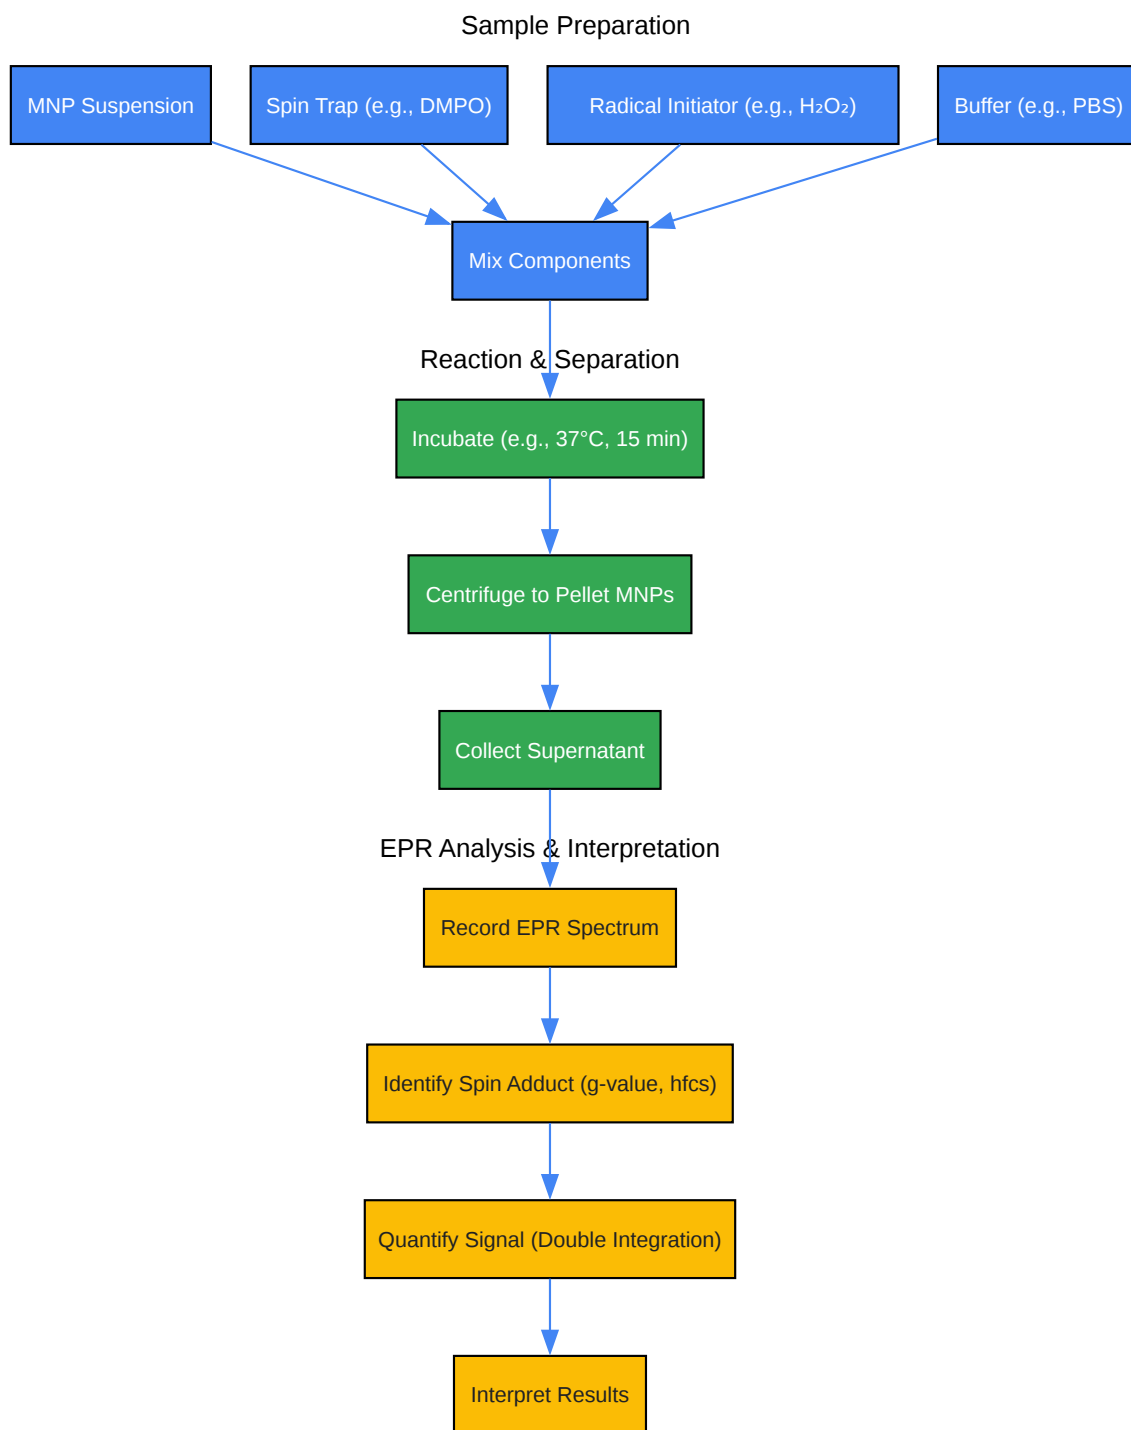 Sample Preparation
MNP Suspension
Spin Trap (e.g., DMPO)
Radical Initiator (e.g., H₂O₂)
Buffer (e.g., PBS)
Mix Components
Reaction & Separation
Incubate (e.g., 37°C, 15 min)
Centrifuge to Pellet MNPs
Collect Supernatant
EPR Analysis & Interpretation
Record EPR Spectrum
Identify Spin Adduct (g-value, hfcs)
Quantify Signal (Double Integration)
Interpret Results